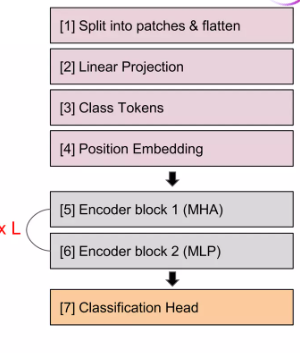 [1] Split into patches & flatten
[2] Linear Projection
[3] Class Tokens
[4] Position Embedding
[5] Encoder block 1 (MHA)
x L
[6] Encoder block 2 (MLP)
[7] Classification Head